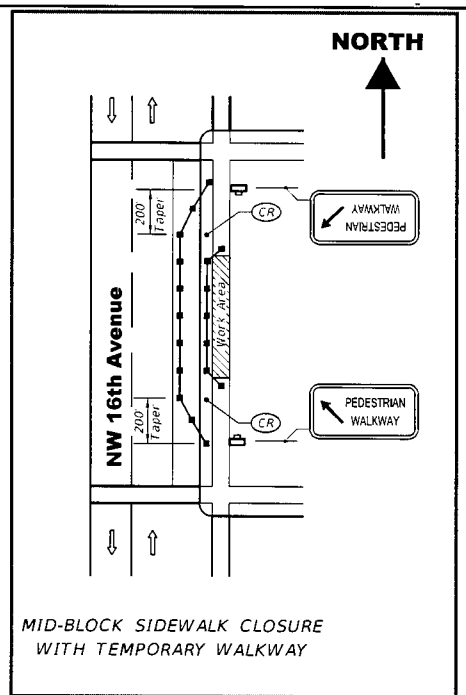 NORTH
200'
Taper
CR
PEDESTRIAN
WALKWAY
NW 16th Avenue
Work Area
200'
Taper
CR
PEDESTRIAN
WALKWAY
MID-BLOCK SIDEWALK CLOSURE
WITH TEMPORARY WALKWAY